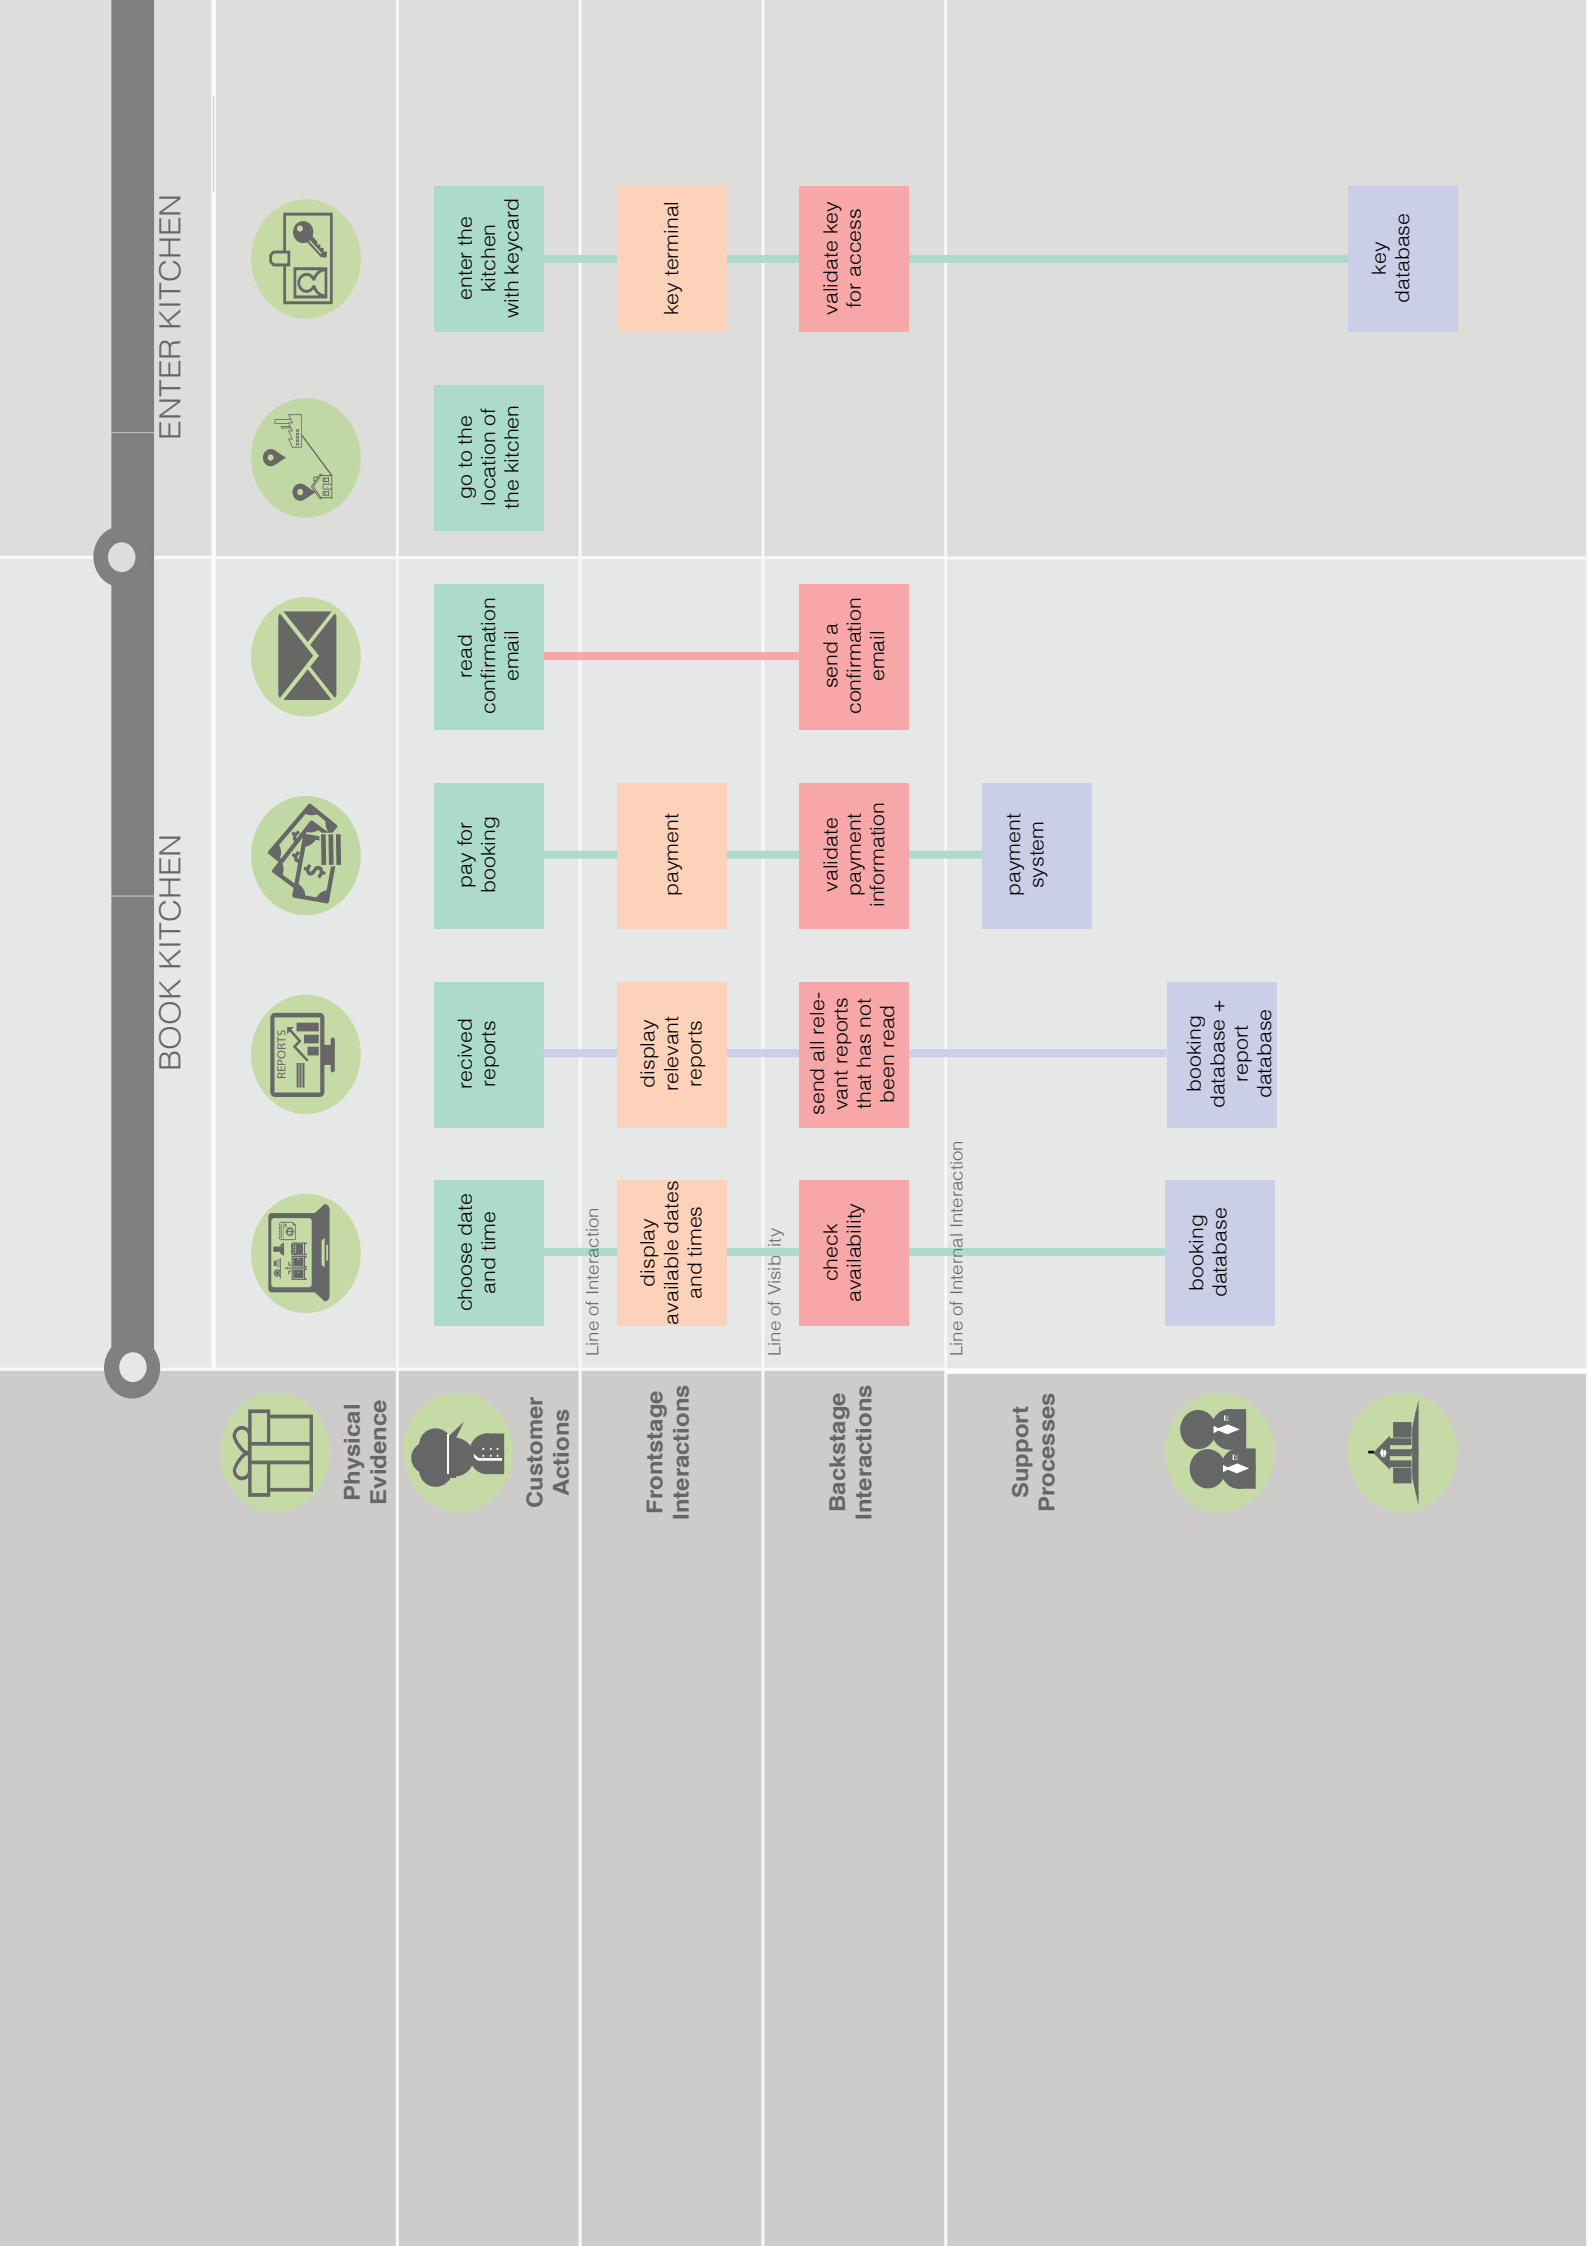 BOOK KITCHEN
ENTER KITCHEN
Physical
Evidence
REPORTS
Customer
Actions
choose date
and time
recived
reports
pay for
booking
read
confirmation
email
go to the
location of
the kitchen
enter the
kitchen
with keycard
Line of Interaction
Frontstage
Interactions
display
available dates
and times
display
relevant
reports
payment
key terminal
Line of Visibility
Backstage
Interactions
check
availability
send all rele-
vant reports
that has not
been read
validate
payment
information
send a
confirmation
email
validate key
for access
Line of Internal Interaction
Support
Processes
payment
system
booking
database
booking
database +
report
database
key
database